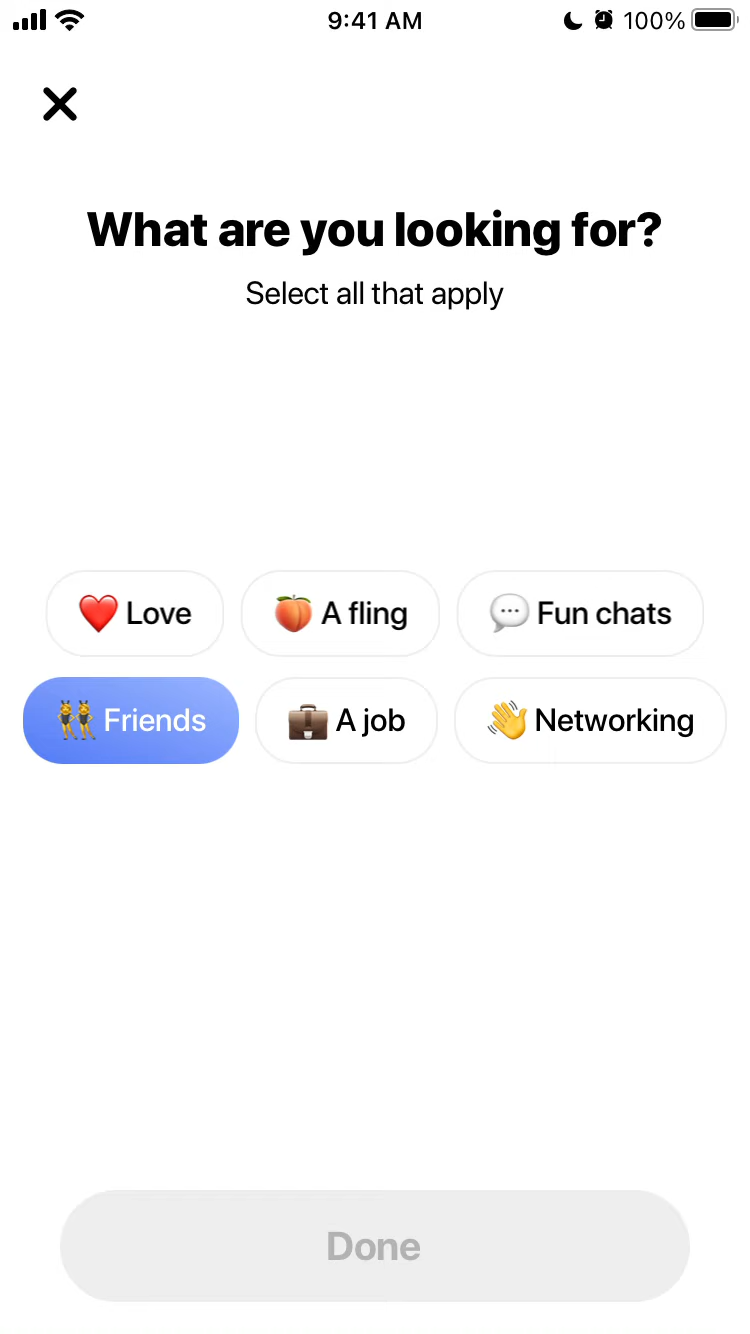 9:41 AM
100%
What are you looking for?
Select all that apply
Love
A fling
Fun chats
Friends
A job
Networking
Done